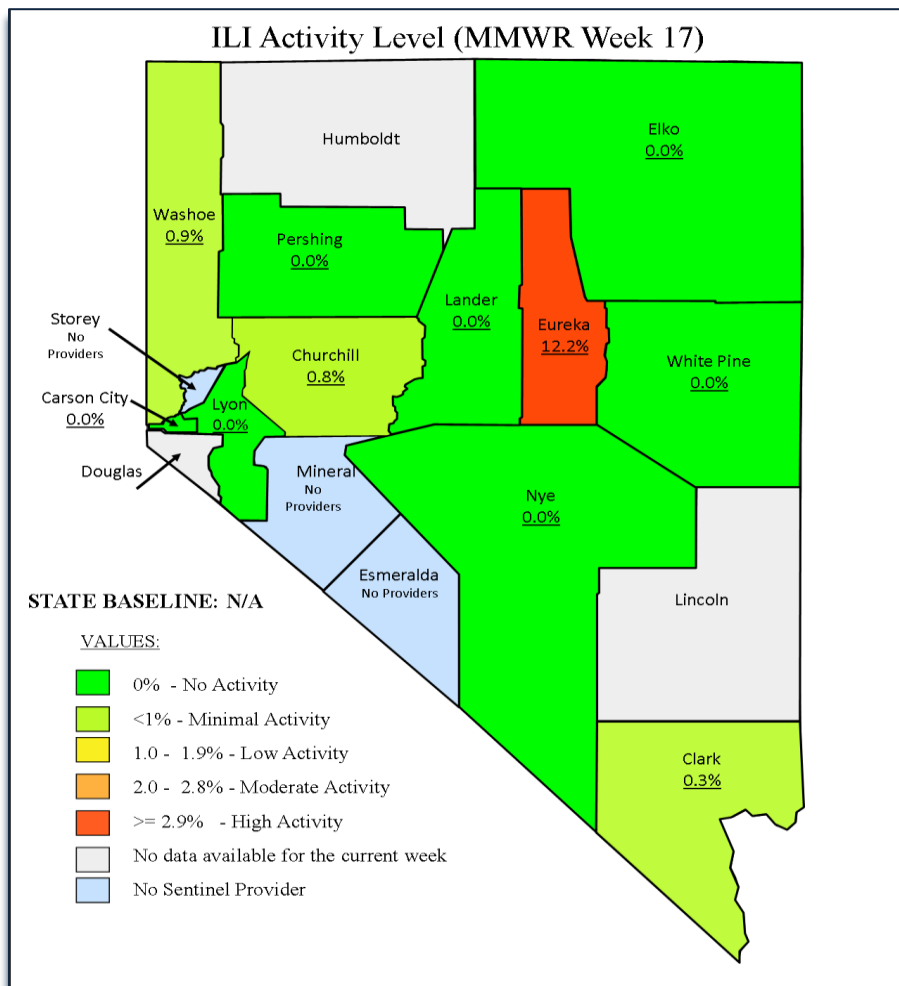 ILI Activity Level (MMWR Week 17)
Humboldt
Elko
0.0%
Washoe
0.9%
Pershing
0.0%
Lander
0.0%
Eureka
12.2%
Storey
No
Providers
Churchill
0.8%
White Pine
0.0%
Carson City
0.0%
Lyon
0.0%
Douglas
Mineral
No
Providers
Nye
0.0%
Esmeralda
No Providers
Lincoln
Clark
0.3%
STATE BASELINE: N/A
VALUES:
0% - No Activity
<1% - Minimal Activity
1.0 - 1.9% - Low Activity
2.0 - 2.8% - Moderate Activity
>= 2.9% - High Activity
No data available for the current week
No Sentinel Provider